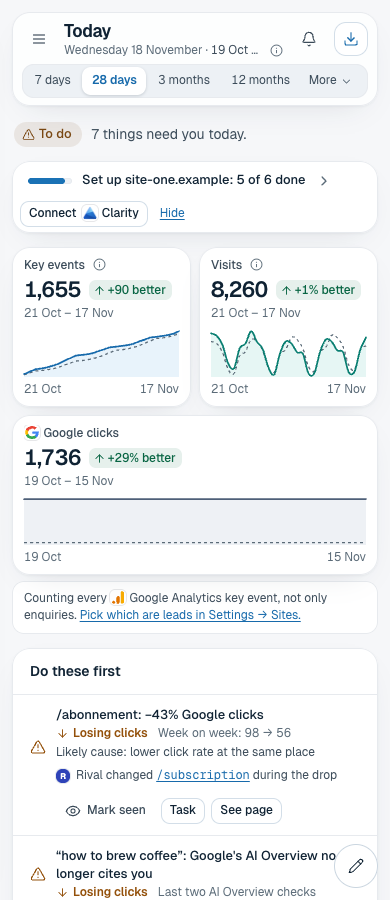 Today
Wednesday 18 November · 19 Oct ...
7 days 28 days 3 months 12 months More
To do 7 things need you today.
Set up site-one.example: 5 of 6 done
Connect Clarity Hide
Key events
1,655 ↑ +90 better
21 Oct – 17 Nov
21 Oct 17 Nov
Visits
8,260 ↑ +1% better
21 Oct – 17 Nov
21 Oct 17 Nov
Google clicks
1,736 ↑ +29% better
19 Oct – 15 Nov
19 Oct 15 Nov
Counting every Google Analytics key event, not only
enquiries. Pick which are leads in Settings → Sites.
Do these first
/abonnement: −43% Google clicks
↓ Losing clicks Week on week: 98 → 56
Likely cause: lower click rate at the same place
R Rival changed /subscription during the drop
Mark seen Task See page
“how to brew coffee”: Google's AI Overview no
longer cites you
↓ Losing clicks Last two AI Overview checks